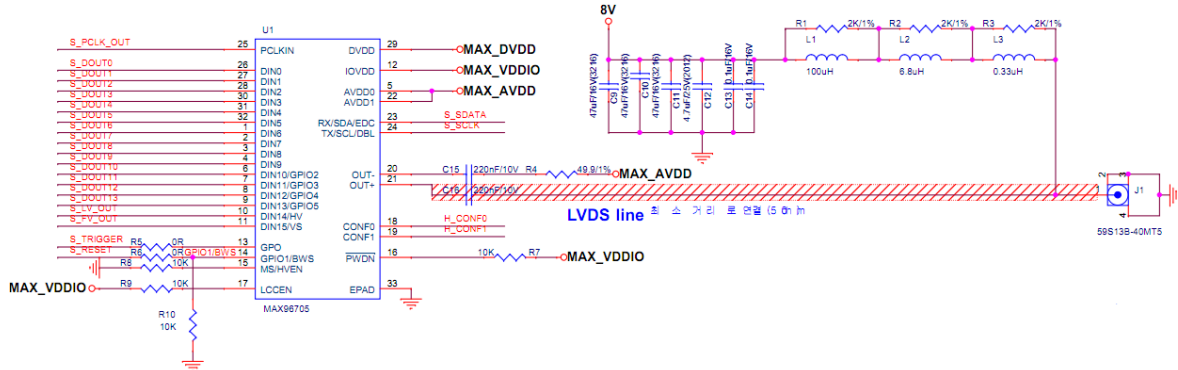 8V
R1
2K/1%
R2
2K/1%
R3
2K/1%
L1
100uH
L2
6.8uH
L3
0.33uH
C9
47uF/16V(3216)
C10
47uF/16V(3216)
C11
47uF/16V(3216)
C12
4.7uF/25V(2012)
C13
0.1uF/16V
C14
0.1uF/16V
U1
S_PCLK_OUT
25
PCLKIN
S_DOUT0
26
DIN0
S_DOUT1
27
DIN1
S_DOUT2
28
DIN2
S_DOUT3
30
DIN3
S_DOUT4
31
DIN4
S_DOUT5
32
DIN5
S_DOUT6
1
DIN6
S_DOUT7
2
DIN7
S_DOUT8
3
DIN8
S_DOUT9
4
DIN9
S_DOUT10
6
DIN10/GPIO2
S_DOUT11
7
DIN11/GPIO3
S_DOUT12
8
DIN12/GPIO4
S_DOUT13
9
DIN13/GPIO5
S_LV_OUT
10
DIN14/HV
S_FV_OUT
11
DIN15/VS
S_TRIGGER
R5
0R
13
GPO
S_RESET
R6
0R
GPIO1/BWS
14
GPIO1/BWS
R8
10K
15
MS/HVEN
MAX_VDDIO
R9
10K
17
LCCEN
R10
10K
DVDD
29
MAX_DVDD
IOVDD
12
MAX_VDDIO
AVDD0
5
MAX_AVDD
AVDD1
22
RX/SDA/EDC
23
S_SDATA
TX/SCL/DBL
24
S_SCLK
OUT-
20
C15
220nF/10V
R4
49.9/1%
MAX_AVDD
OUT+
21
C16
220nF/10V
LVDS line
최 소 거 리 로
CONF0
18
H_CONF0
CONF1
19
H_CONF1
PWDN
16
10K
R7
MAX_VDDIO
EPAD
33
MAX96705
1
2
3
4
J1
59S13B-40MT5